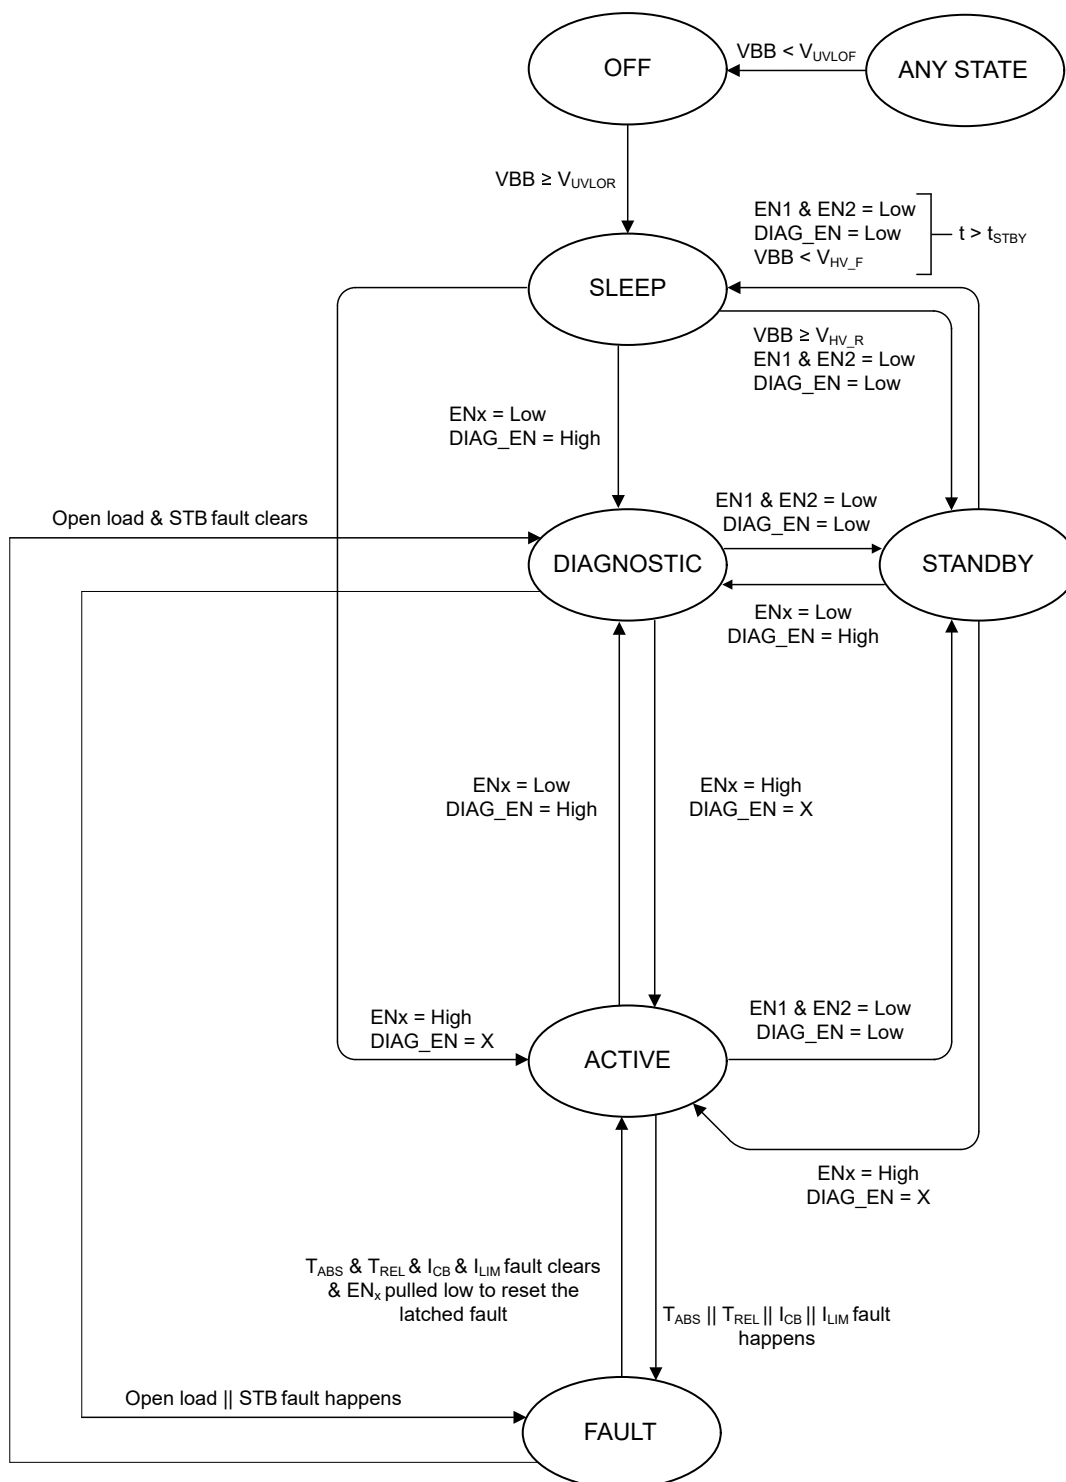 OFF
VBB < VUVLOF
ANY STATE
VBB ≥ VUVLOR
EN1 & EN2 = Low
DIAG_EN = Low
VBB < VHV_F
t > tSTBY
SLEEP
VBB ≥ VHV_R
EN1 & EN2 = Low
DIAG_EN = Low
ENx = Low
DIAG_EN = High
Open load & STB fault clears
EN1 & EN2 = Low
DIAG_EN = Low
DIAGNOSTIC
STANDBY
ENx = Low
DIAG_EN = High
ENx = Low
DIAG_EN = High
ENx = High
DIAG_EN = X
ENx = High
DIAG_EN = X
EN1 & EN2 = Low
DIAG_EN = Low
ACTIVE
ENx = High
DIAG_EN = X
TABS & TREL & ICB & ILIM fault clears
& ENx pulled low to reset the
latched fault
TABS || TREL || ICB || ILIM fault
happens
Open load || STB fault happens
FAULT